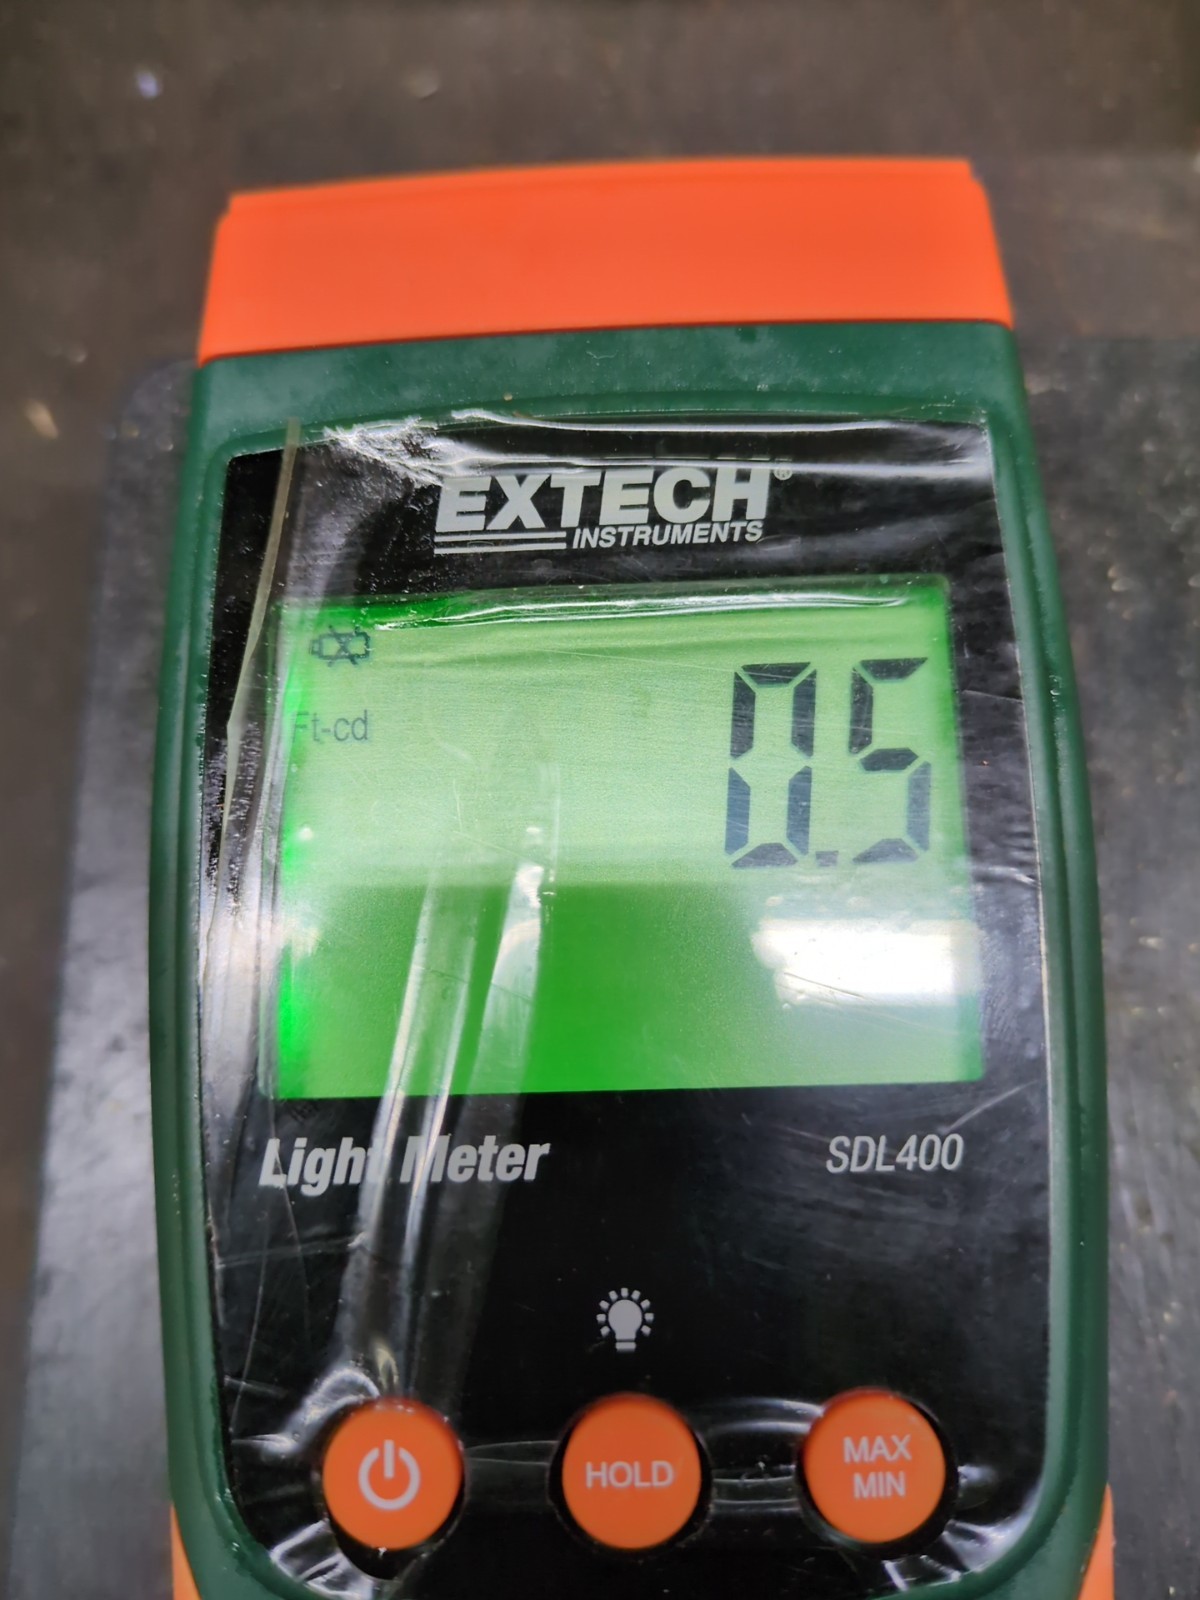 EXTECH®
INSTRUMENTS
Ft-cd
0.5
Light Meter SDL400
HOLD
MAX
MIN